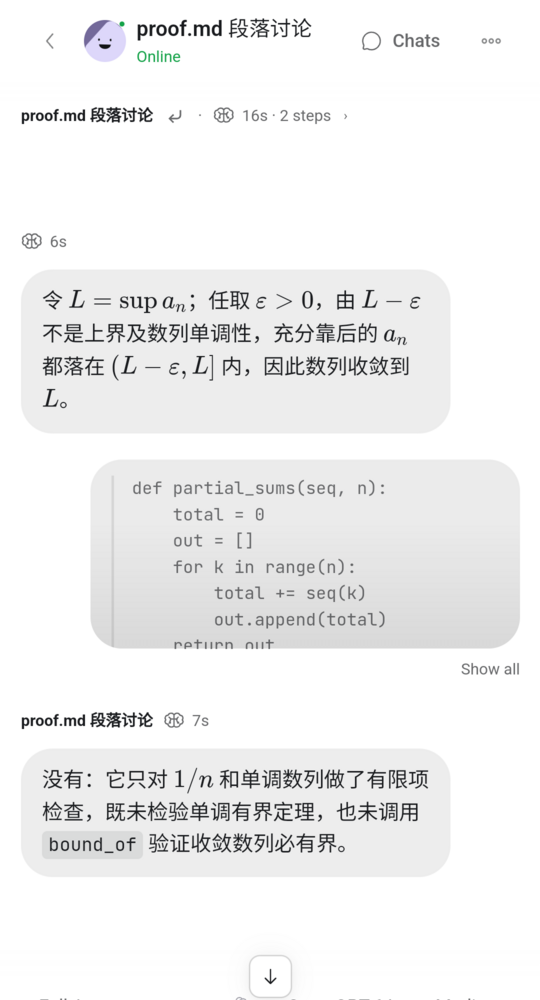 proof.md 段落讨论
Online
Chats
proof.md 段落讨论 · 16s · 2 steps ›
6s
令 L = sup aₙ；任取 ε > 0，由 L − ε
不是上界及数列单调性，充分靠后的 aₙ
都落在 (L − ε, L] 内，因此数列收敛到
L。
def partial_sums(seq, n):
    total = 0
    out = []
    for k in range(n):
        total += seq(k)
        out.append(total)
    return out
Show all
proof.md 段落讨论 7s
没有：它只对 1/n 和单调数列做了有限项
检查，既未检验单调有界定理，也未调用
bound_of 验证收敛数列必有界。